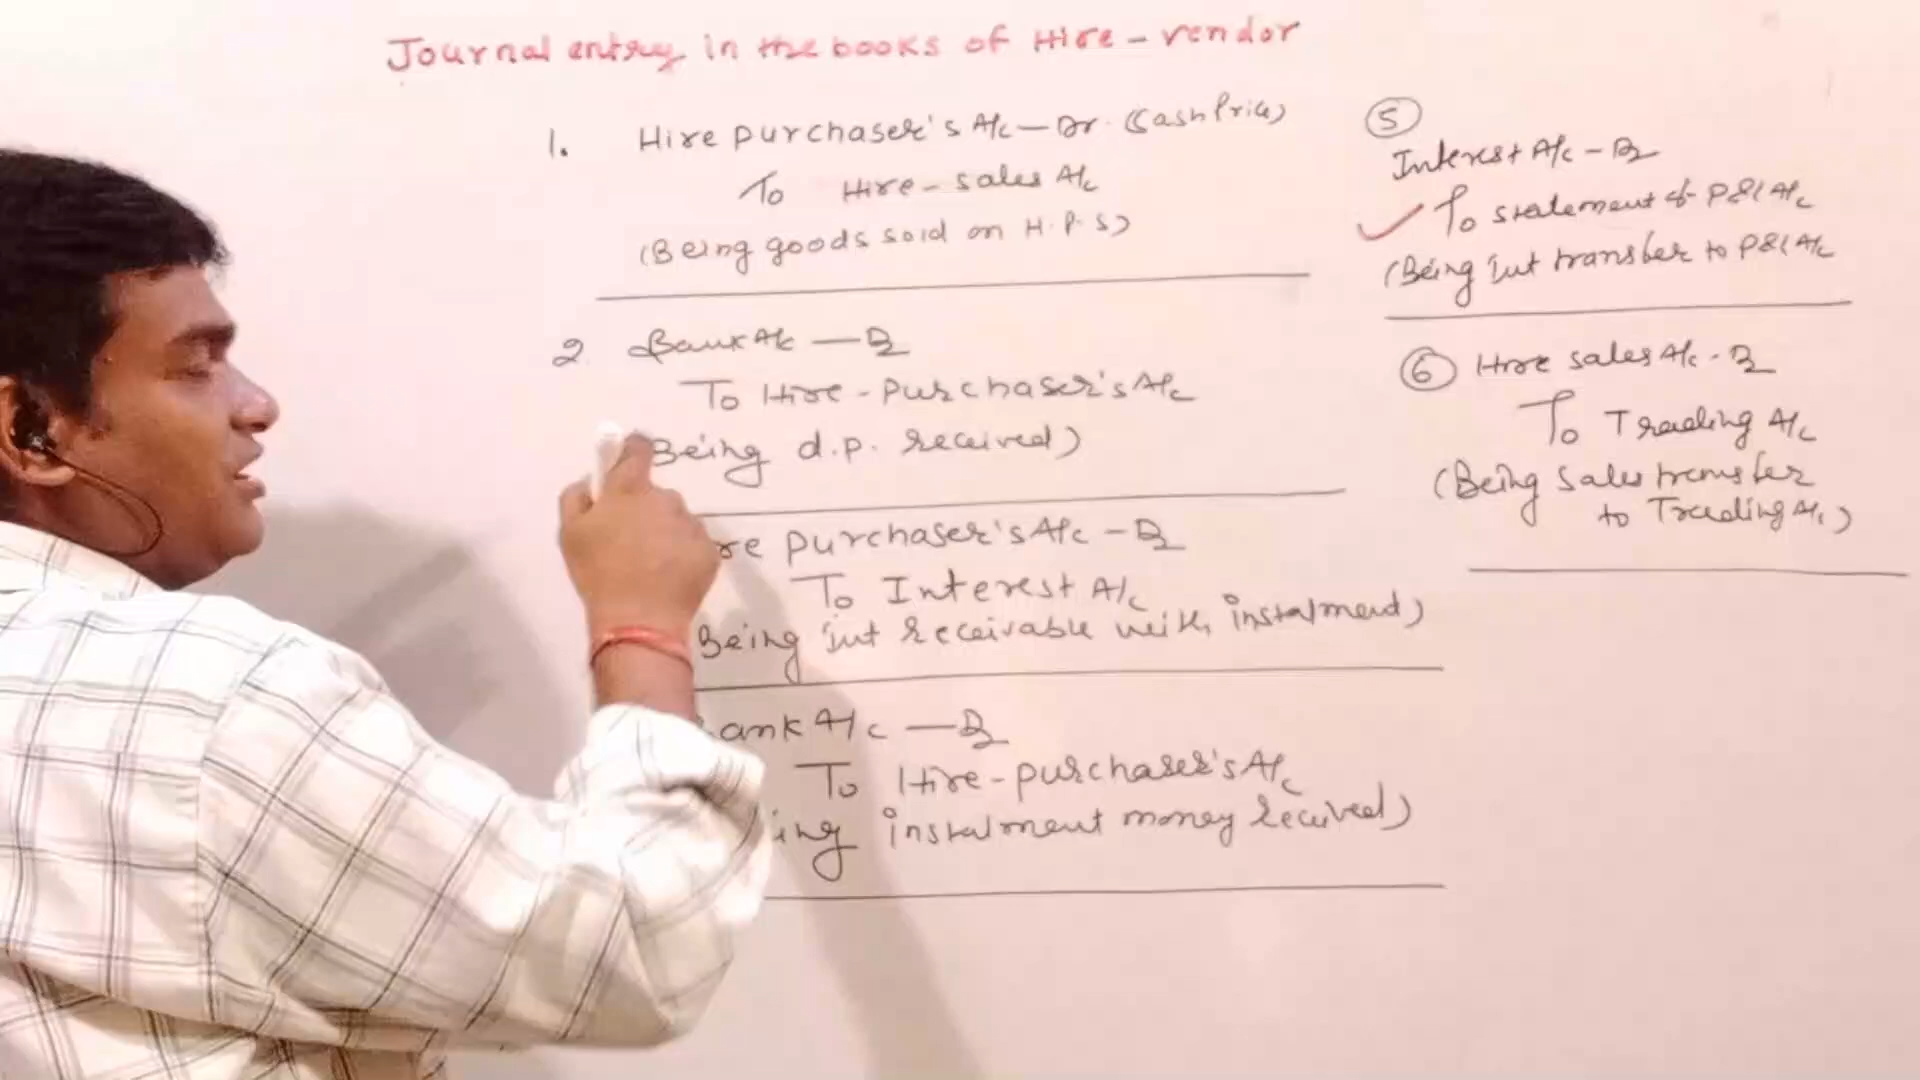 Journal entry in the books of Hire-vendor
1. Hire purchaser's A/c — Dr. (Cash Price)
To Hire-sales A/c
(Being goods sold on H.P.S)
2. Bank A/c — Dr
To Hire-Purchaser's A/c
Being d.p. received)
re purchaser's A/c - Dr
To Interest A/c
Being int receivable with instalment)
ank A/c — Dr
To Hire-purchaser's A/c
ing instalment money received)
5
Interest A/c - Dr
To statement of P&L A/c
(Being int transfer to P&L A/c
6 Hire sales A/c - Dr
To Trading A/c
(Being sales transfer
to Trading A/c)